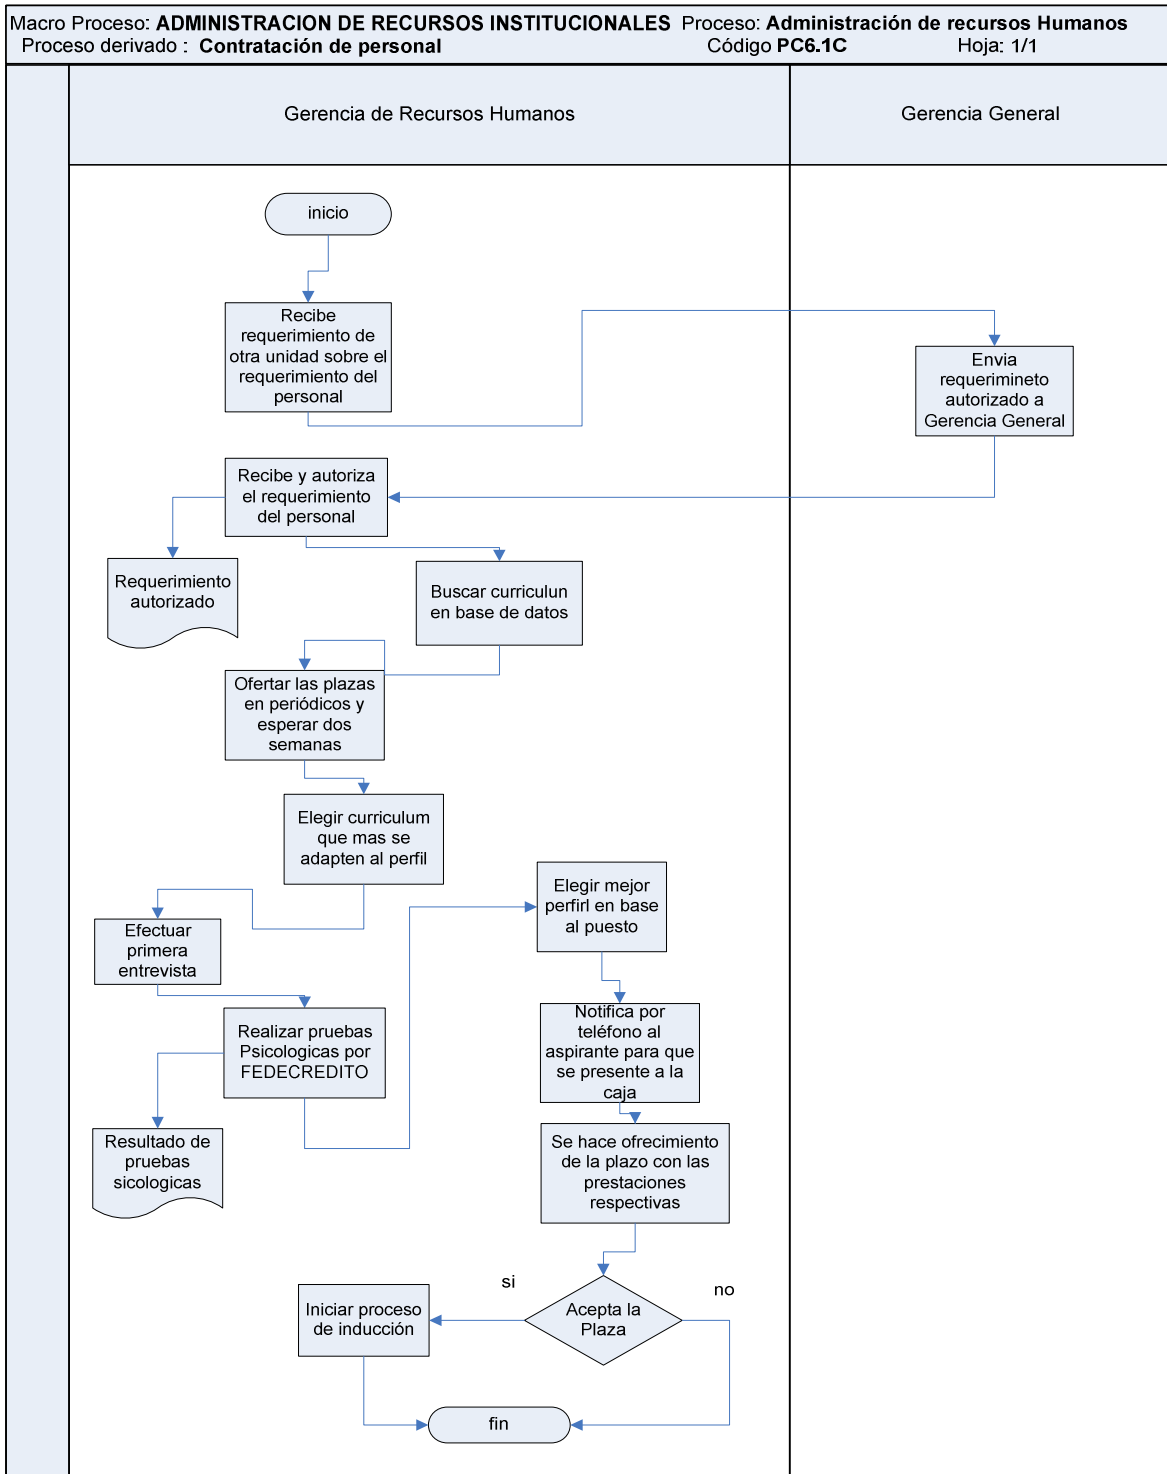 Macro Proceso: ADMINISTRACION DE RECURSOS INSTITUCIONALES Proceso: Administración de recursos Humanos
Proceso derivado : Contratación de personal Código PC6.1C Hoja: 1/1
Gerencia de Recursos Humanos
Gerencia General
inicio
Recibe
requerimiento de
otra unidad sobre el
requerimiento del
personal
Envia
requerimineto
autorizado a
Gerencia General
Recibe y autoriza
el requerimiento
del personal
Requerimiento
autorizado
Buscar curriculun
en base de datos
Ofertar las plazas
en periódicos y
esperar dos
semanas
Elegir curriculum
que mas se
adapten al perfil
Efectuar
primera
entrevista
Realizar pruebas
Psicologicas por
FEDECREDITO
Resultado de
pruebas
sicologicas
Elegir mejor
perfirl en base
al puesto
Notifica por
teléfono al
aspirante para que
se presente a la
caja
Se hace ofrecimiento
de la plazo con las
prestaciones
respectivas
si
no
Acepta la
Plaza
Iniciar proceso
de inducción
fin